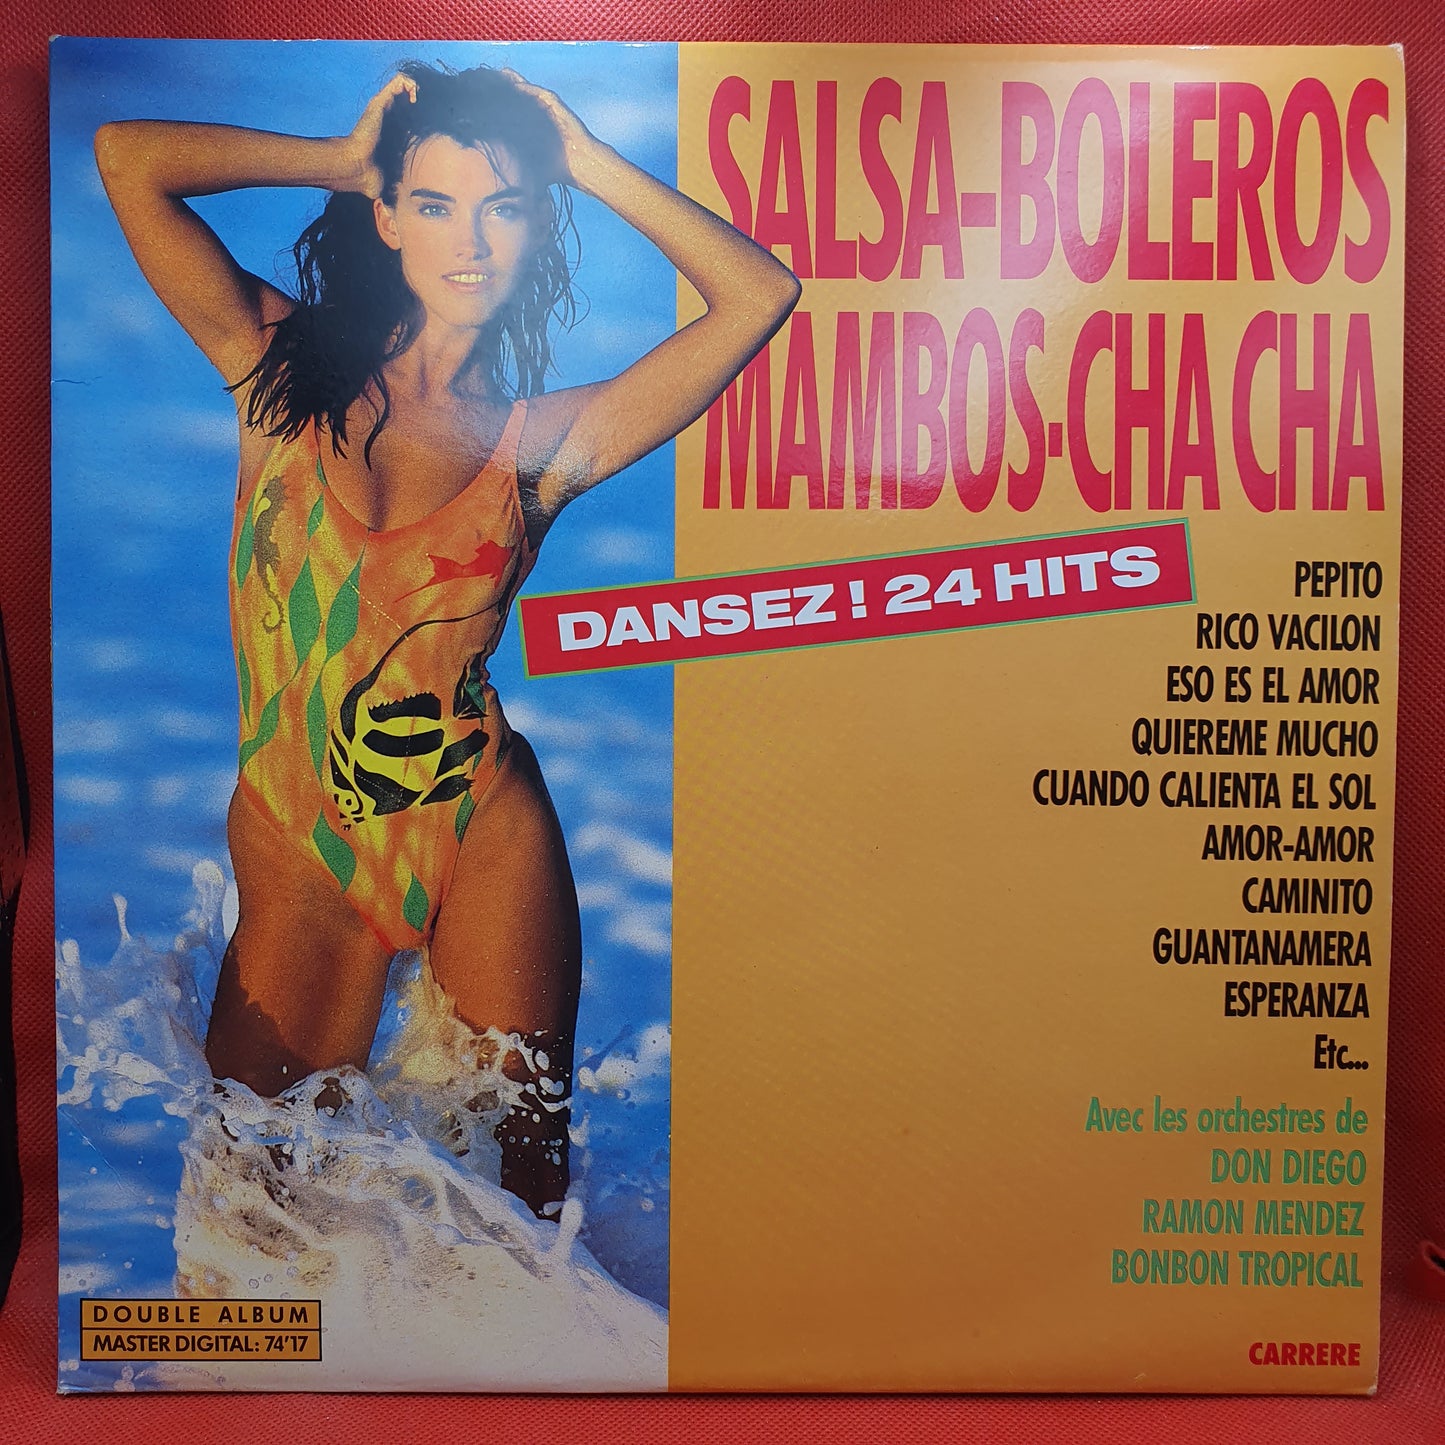 SALSA-BOLEROS
MAMBOS-CHA CHA
DANSEZ ! 24 HITS
PEPITO
RICO VACILON
ESO ES EL AMOR
QUIEREME MUCHO
CUANDO CALIENTA EL SOL
AMOR-AMOR
CAMINITO
GUANTANAMERA
ESPERANZA
Etc...
Avec les orchestres de
DON DIEGO
RAMON MENDEZ
BONBON TROPICAL
DOUBLE ALBUM
MASTER DIGITAL: 74'17
CARRERE